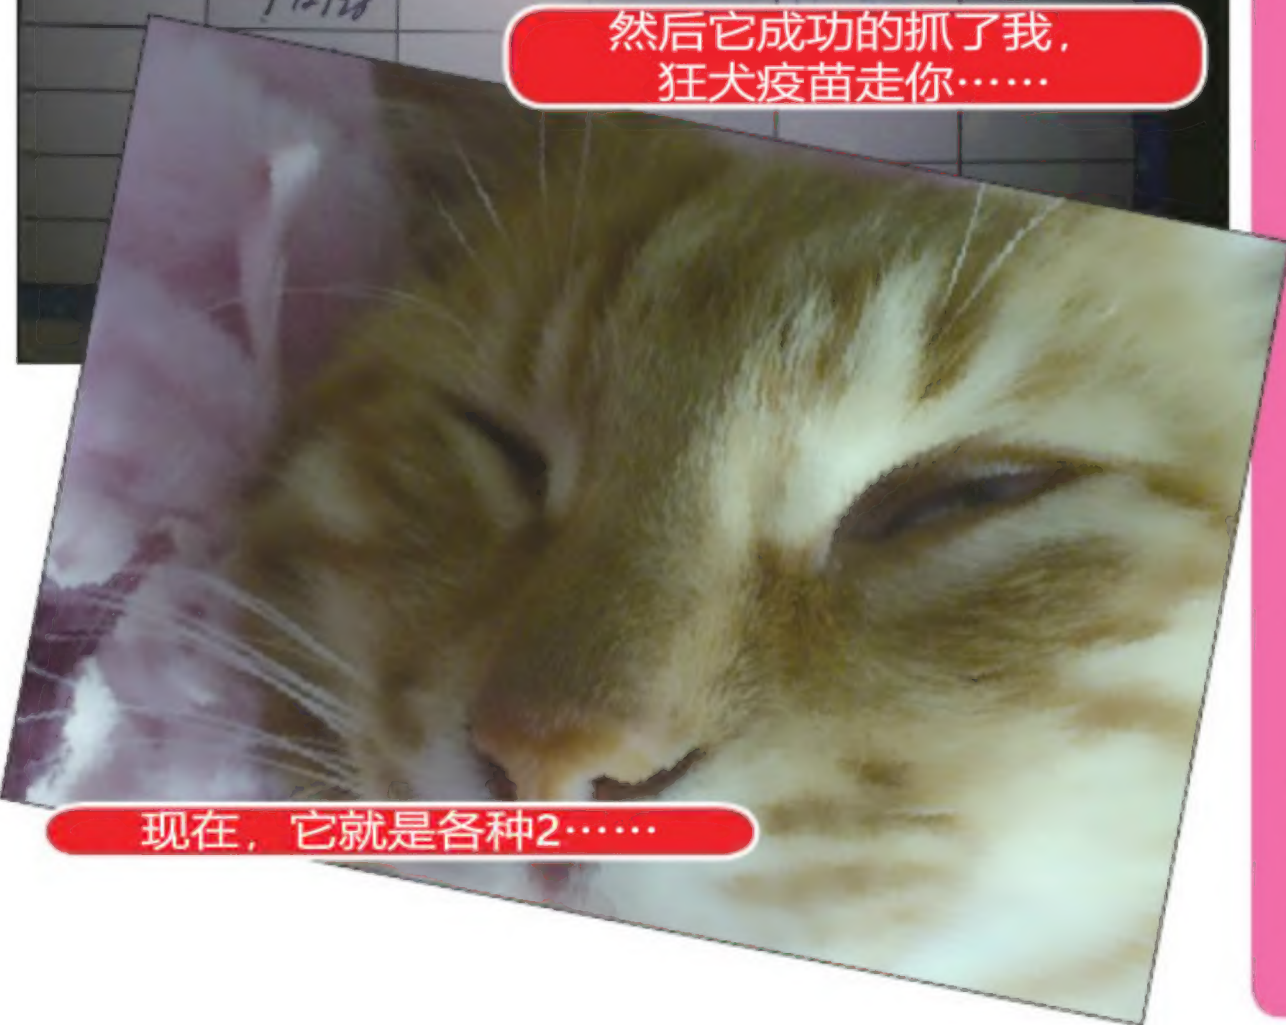 然后它成功的抓了我，
狂犬疫苗走你……
现在，它就是各种2……